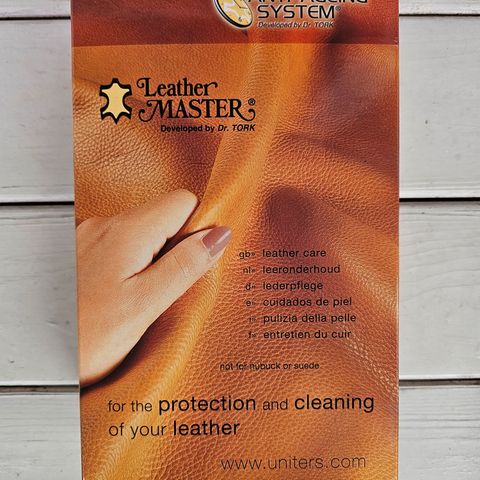 ANTI-AGEING
SYSTEM®
Developed by Dr. TORK
Leather
MASTER®
Developed by Dr. TORK
gb= leather care
nl= leeronderhoud
d= lederpflege
e= cuidados de piel
i= pulizia della pelle
f= entretien du cuir
not for nubuck or suede
for the protection and cleaning
of your leather
www.uniters.com